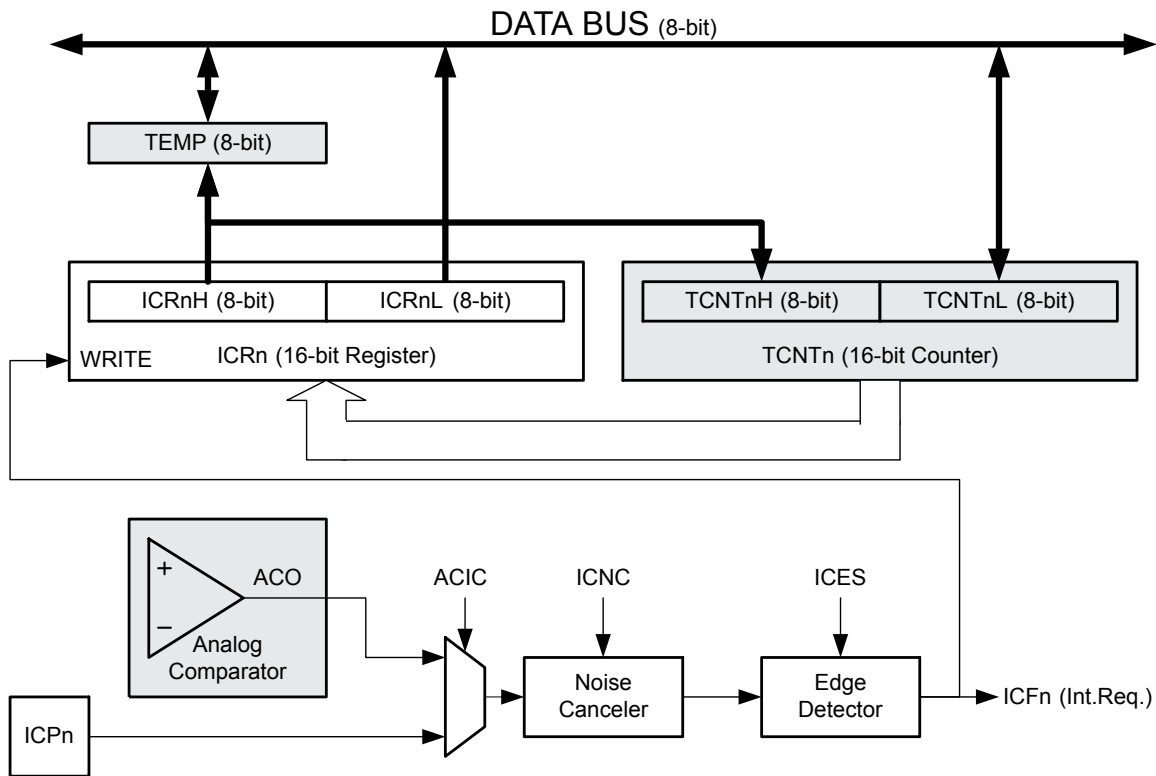 DATA BUS (8-bit)
TEMP (8-bit)
ICRnH (8-bit)
ICRnL (8-bit)
TCNTnH (8-bit)
TCNTnL (8-bit)
WRITE
ICRn (16-bit Register)
TCNTn (16-bit Counter)
+
−
ACO
Analog
Comparator
ACIC
ICNC
ICES
Noise
Canceler
Edge
Detector
ICFn (Int.Req.)
ICPn